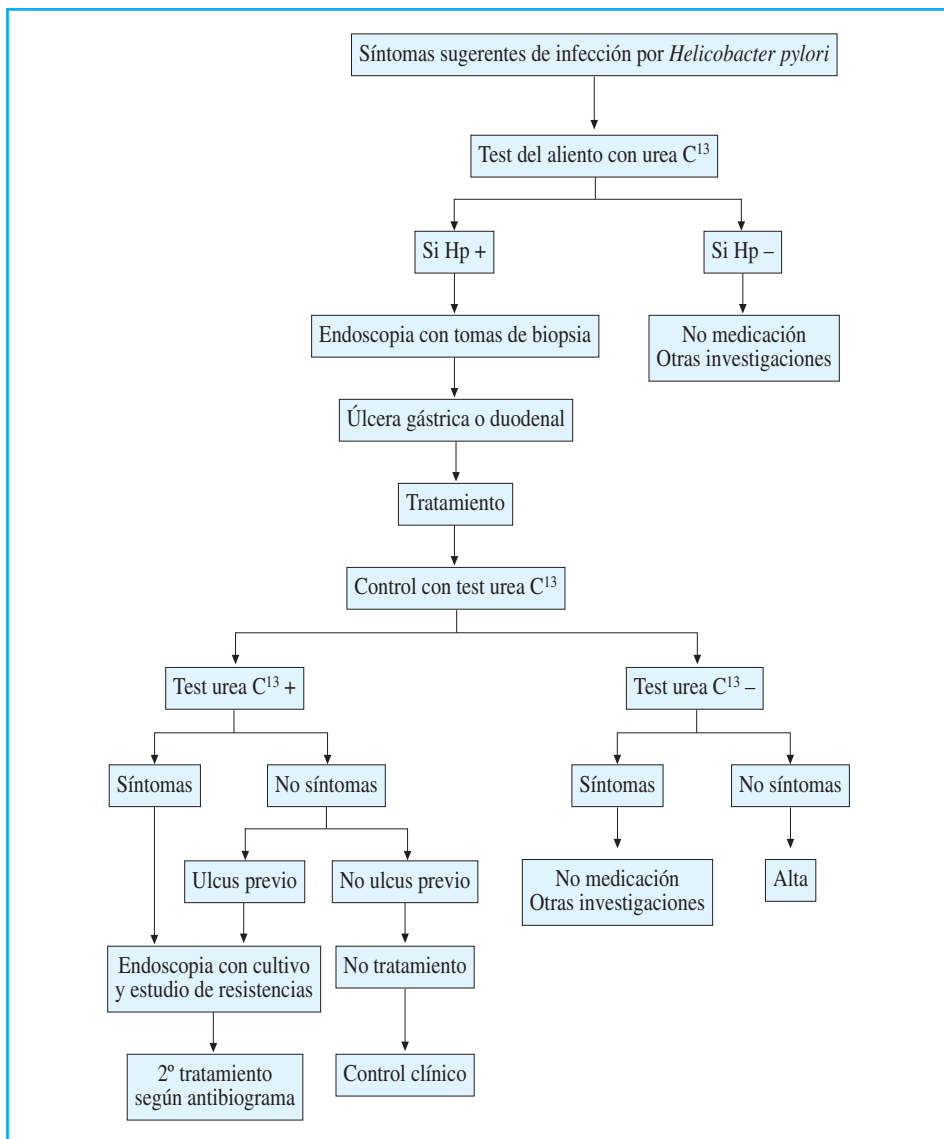 Síntomas sugerentes de infección por Helicobacter pylori
Test del aliento con urea C¹³
Si Hp +
Si Hp –
Endoscopia con tomas de biopsia
No medicación
Otras investigaciones
Úlcera gástrica o duodenal
Tratamiento
Control con test urea C¹³
Test urea C¹³ +
Test urea C¹³ –
Síntomas
No síntomas
Síntomas
No síntomas
Ulcus previo
No ulcus previo
No medicación
Otras investigaciones
Alta
Endoscopia con cultivo
y estudio de resistencias
No tratamiento
2º tratamiento
según antibiograma
Control clínico